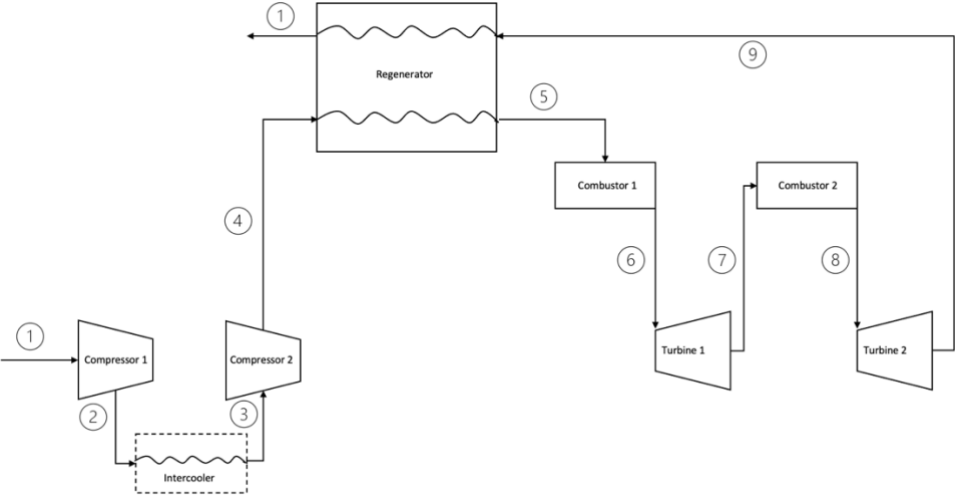 1
Regenerator
9
5
Combustor 1
Combustor 2
4
6
7
8
1
Compressor 1
Compressor 2
Turbine 1
Turbine 2
2
3
Intercooler